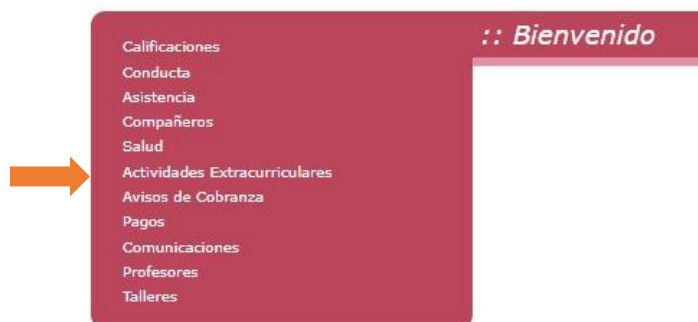 :: Bienvenido
Calificaciones
Conducta
Asistencia
Compañeros
Salud
Actividades Extracurriculares
Avisos de Cobranza
Pagos
Comunicaciones
Profesores
Talleres